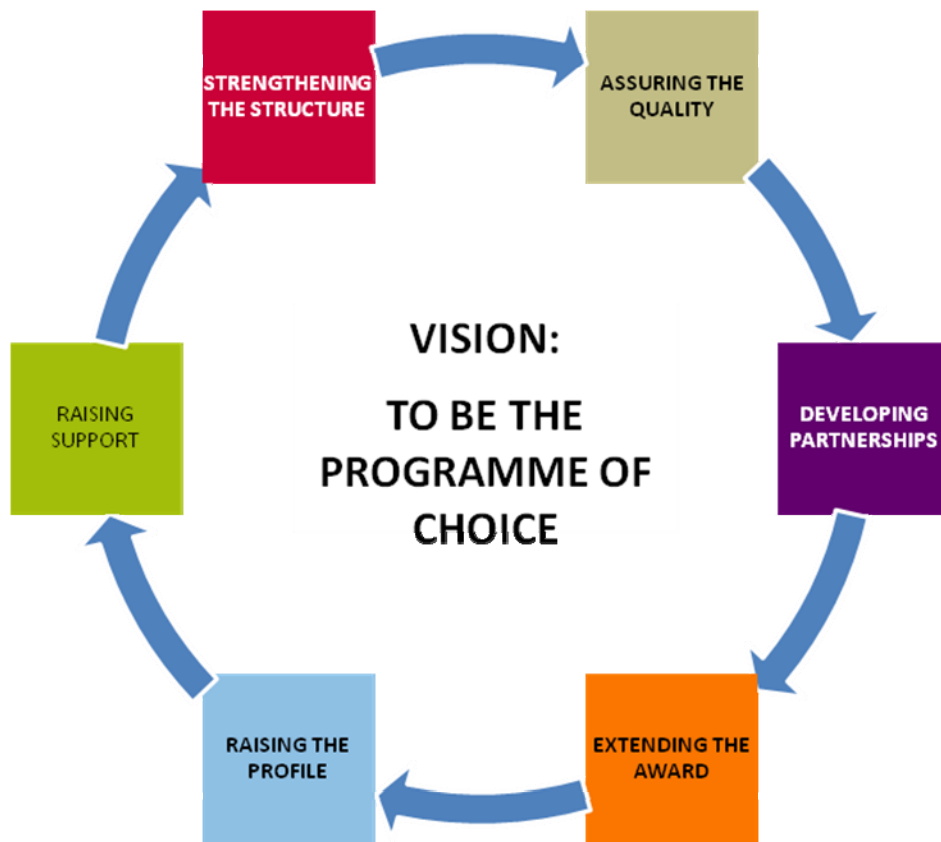 STRENGTHENING
THE STRUCTURE
ASSURING THE
QUALITY
DEVELOPING
PARTNERSHIPS
EXTENDING THE
AWARD
RAISING THE
PROFILE
RAISING
SUPPORT
VISION:
TO BE THE
PROGRAMME OF
CHOICE